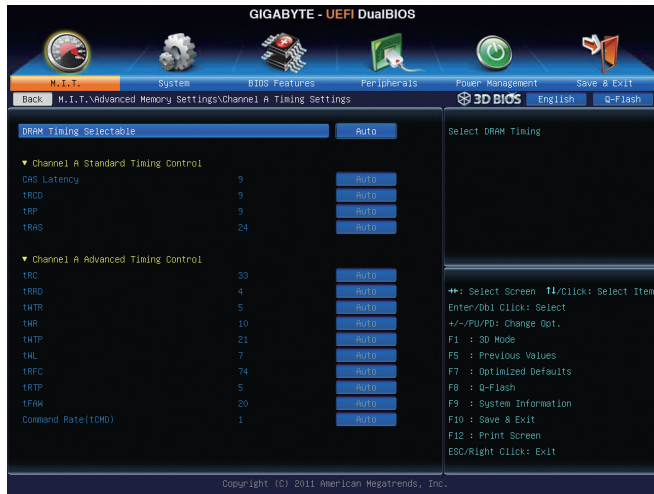 GIGABYTE - UEFI DualBIOS
M.I.T. System BIOS Features Peripherals Power Management Save & Exit
Back M.I.T.\Advanced Memory Settings\Channel A Timing Settings 3D BIOS English Q-Flash
DRAM Timing Selectable Auto Select DRAM Timing
▼ Channel A Standard Timing Control
CAS Latency 9 Auto
tRCD 9 Auto
tRP 9 Auto
tRAS 24 Auto
▼ Channel A Advanced Timing Control
tRC 33 Auto
tRRD 4 Auto
tWTR 5 Auto
tWR 10 Auto
tWTP 21 Auto
tWL 7 Auto
tRFC 74 Auto
tRTP 5 Auto
tFAW 20 Auto
Command Rate(tCMD) 1 Auto
→←: Select Screen ↑↓/Click: Select Item
Enter/Dbl Click: Select
+/-/PU/PD: Change Opt.
F1 : 3D Mode
F5 : Previous Values
F7 : Optimized Defaults
F8 : Q-Flash
F9 : System Information
F10 : Save & Exit
F12 : Print Screen
ESC/Right Click: Exit
Copyright (C) 2011 American Megatrends, Inc.